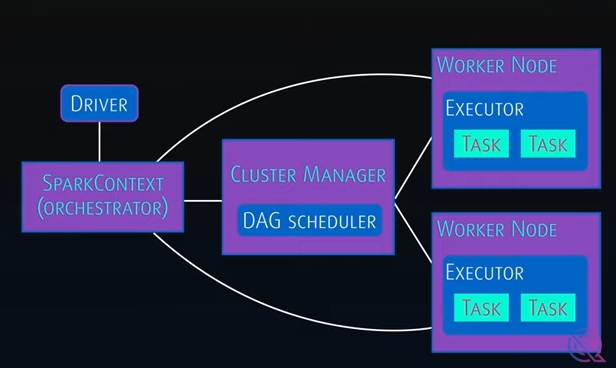 Driver
SparkContext
(orchestrator)
Cluster Manager
DAG scheduler
Worker Node
Executor
Task Task
Worker Node
Executor
Task Task